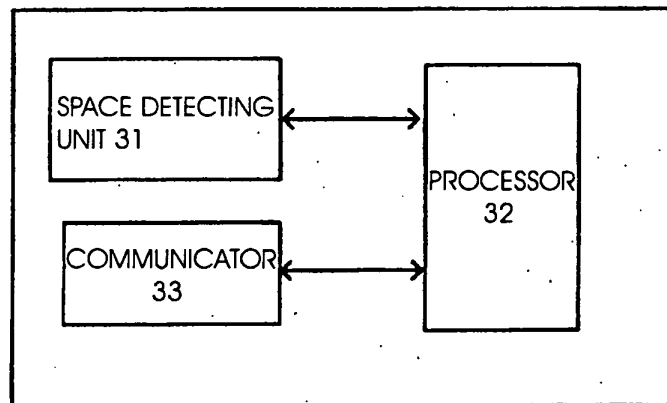 SPACE DETECTING
UNIT 31
PROCESSOR
32
COMMUNICATOR
33